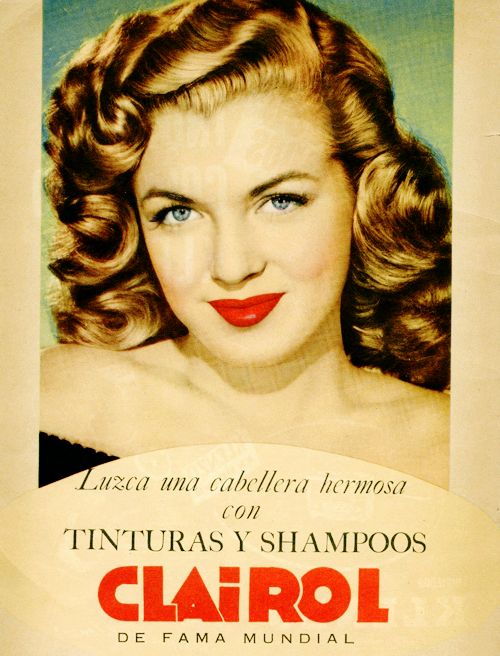 Luzca una cabellera hermosa
con
TINTURAS Y SHAMPOOS
CLAiROL
DE FAMA MUNDIAL